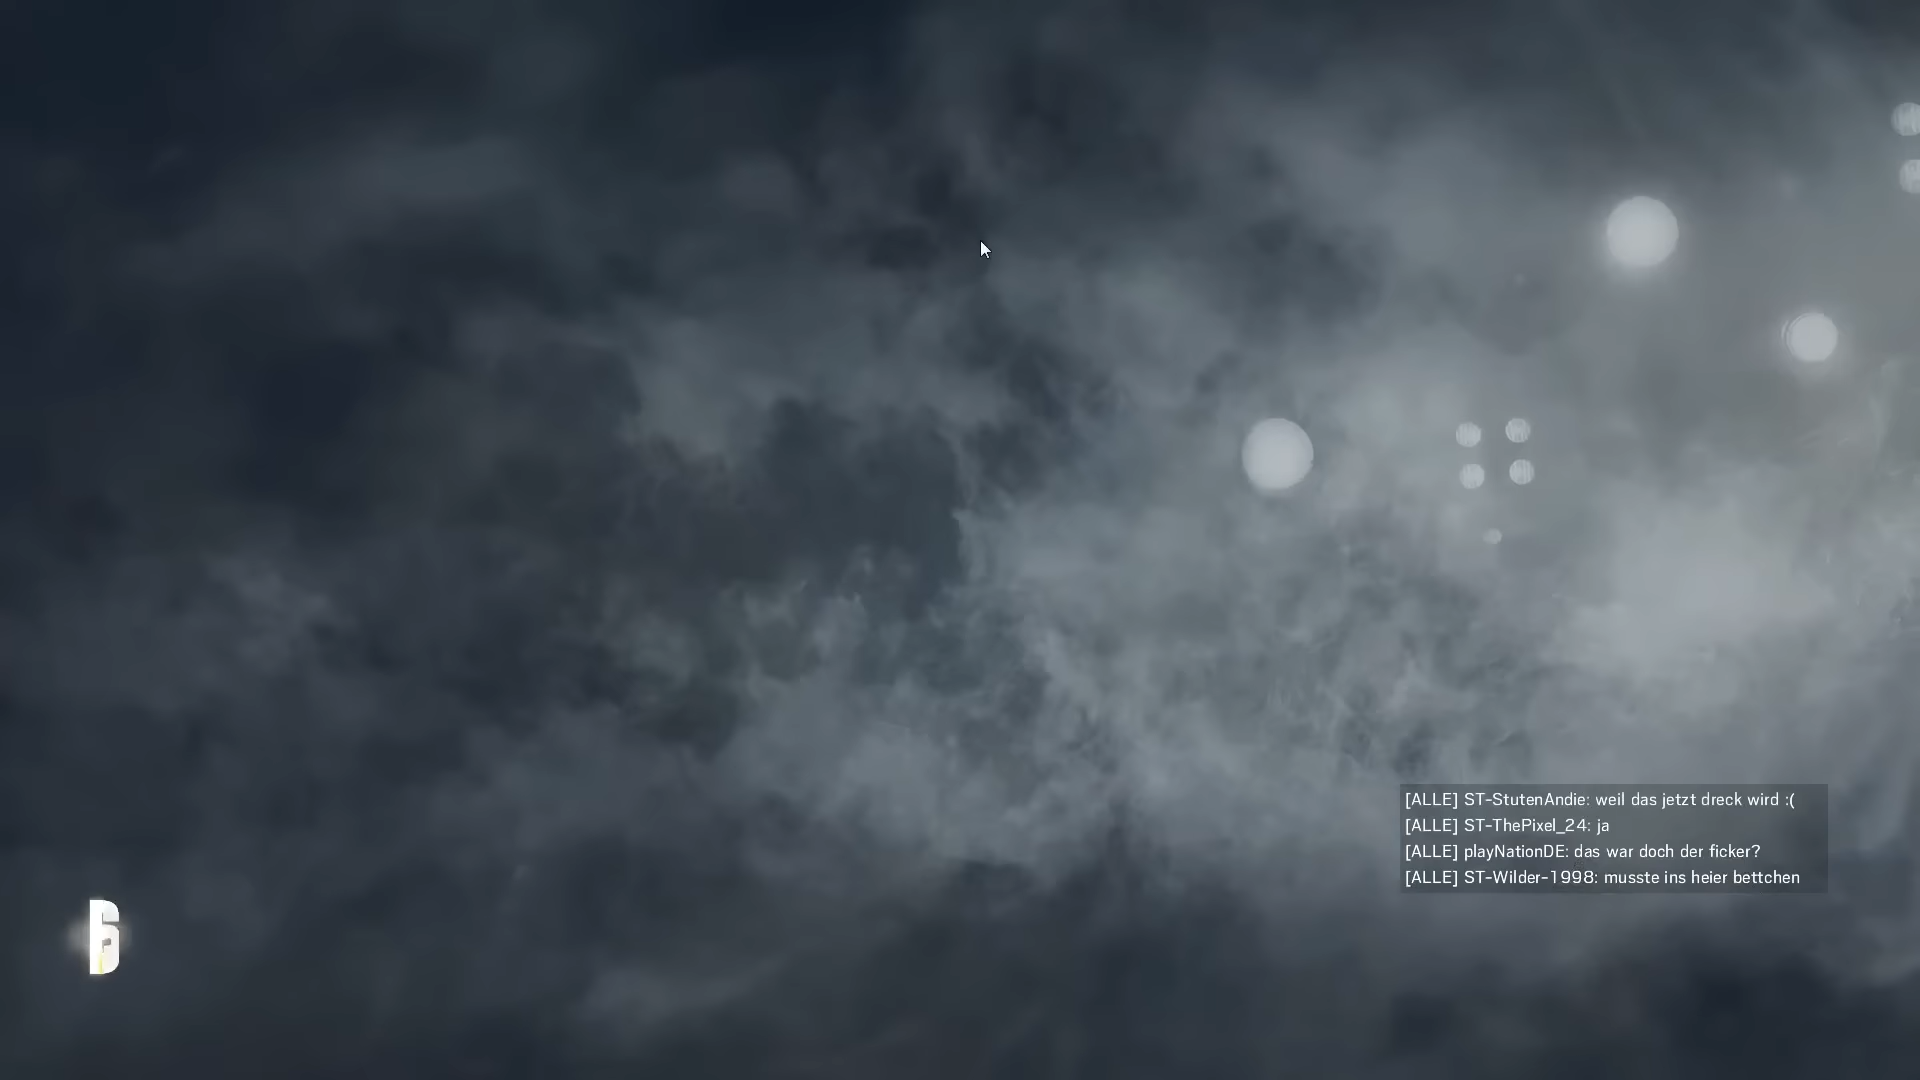 [ALLE] ST-StutenAndie: weil das jetzt dreck wird :(
[ALLE] ST-ThePixel_24: ja
[ALLE] playNationDE: das war doch der ficker?
[ALLE] ST-Wilder-1998: musste ins heier bettchen
6